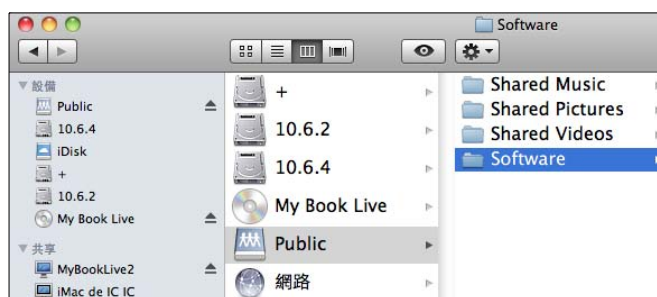 Software
設備
Public
10.6.4
iDisk
+
10.6.2
My Book Live
共享
MyBookLive2
iMac de IC IC
+
10.6.2
10.6.4
My Book Live
Public
網路
Shared Music
Shared Pictures
Shared Videos
Software